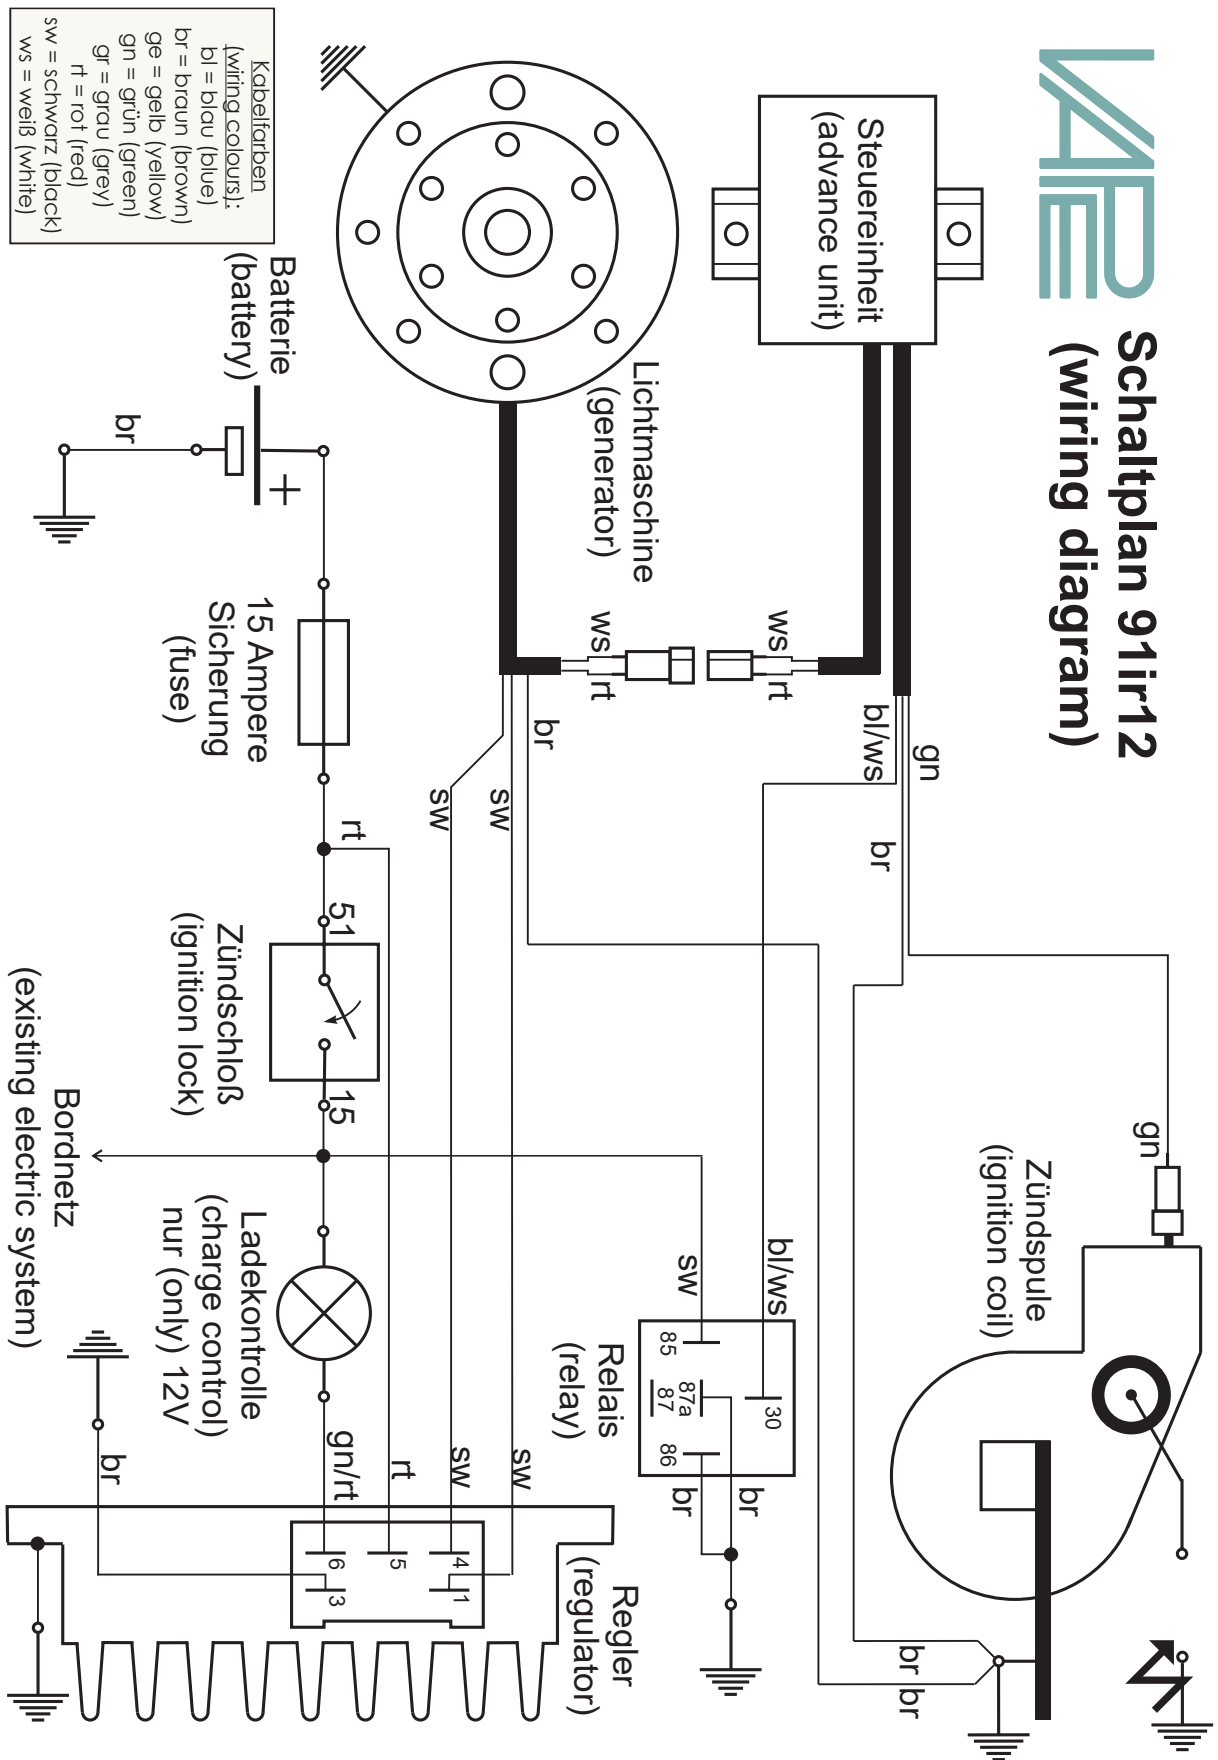 VAPE
Schaltplan 91ir12
(wiring diagram)
Steuereinheit
(advance unit)
Lichtmaschine
(generator)
ws
rt
ws
rt
bl/ws
gn
br
br
sw
sw
gn
Zündspule
(ignition coil)
br
br
bl/ws
sw
30
85
87a
87
86
br
br
Relais
(relay)
Kabelfarben
(wiring colours):
bl = blau (blue)
br = braun (brown)
ge = gelb (yellow)
gn = grün (green)
gr = grau (grey)
rt = rot (red)
sw = schwarz (black)
ws = weiß (white)
Batterie
(battery)
+
br
15 Ampere
Sicherung
(fuse)
rt
51
15
Zündschloß
(ignition lock)
Bordnetz
(existing electric system)
Ladekontrolle
(charge control)
nur (only) 12V
gn/rt
rt
sw
sw
br
6
5
4
3
1
Regler
(regulator)